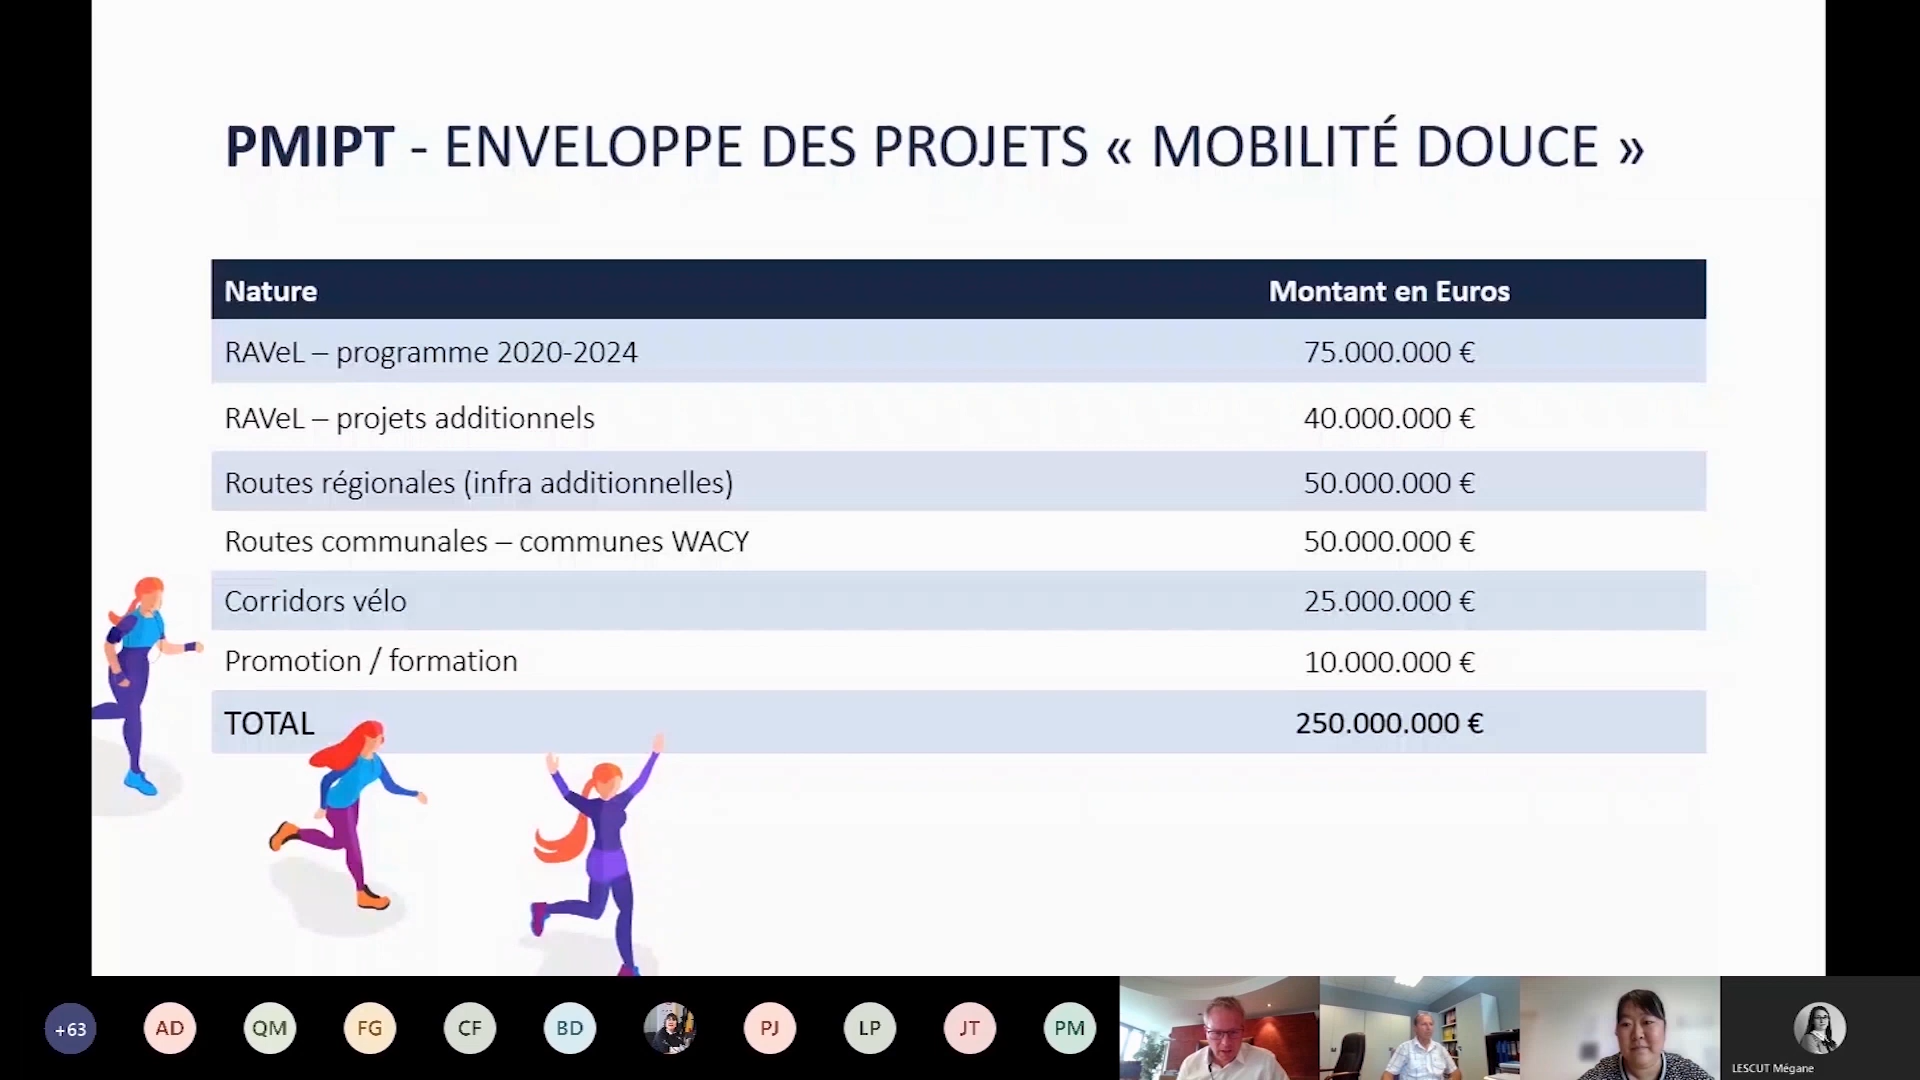 PMIPT - ENVELOPPE DES PROJETS « MOBILITÉ DOUCE »
Nature Montant en Euros
RAVeL – programme 2020-2024 75.000.000 €
RAVeL – projets additionnels 40.000.000 €
Routes régionales (infra additionnelles) 50.000.000 €
Routes communales – communes WACY 50.000.000 €
Corridors vélo 25.000.000 €
Promotion / formation 10.000.000 €
TOTAL 250.000.000 €
+63 AD QM FG CF BD PJ LP JT PM
LESCUT Mégane